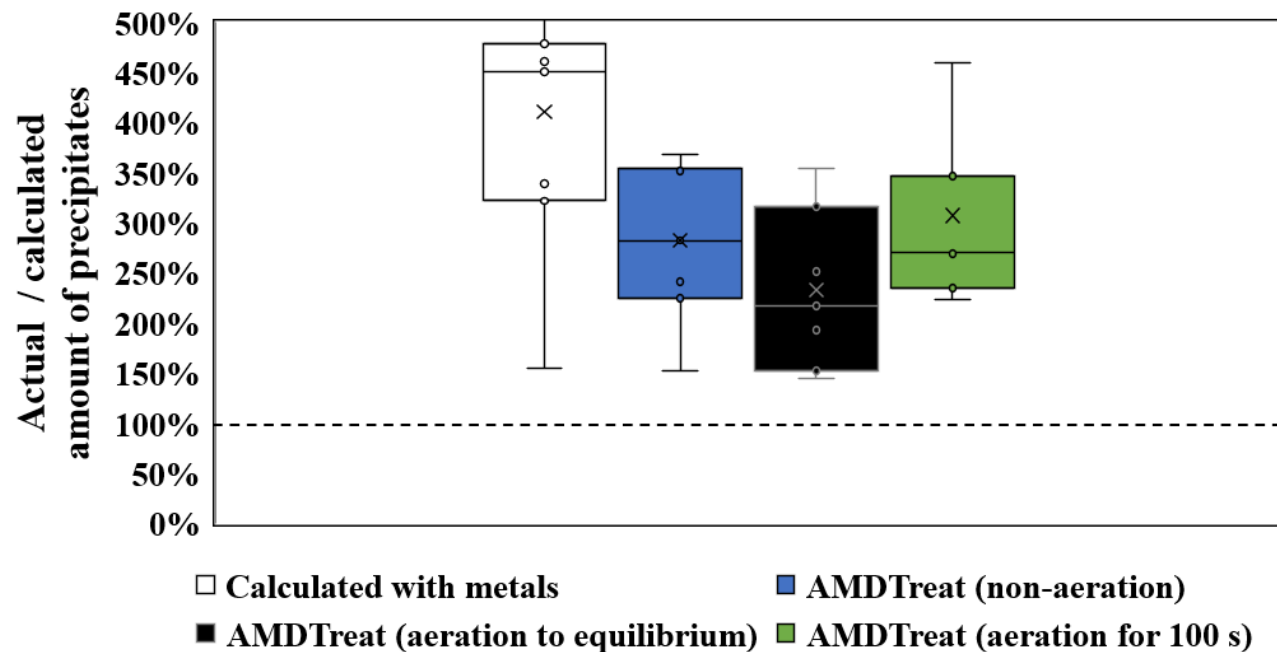 Actual / calculated
amount of precipitates
500%
450%
400%
350%
300%
250%
200%
150%
100%
50%
0%
Calculated with metals
AMDTreat (non-aeration)
AMDTreat (aeration to equilibrium)
AMDTreat (aeration for 100 s)